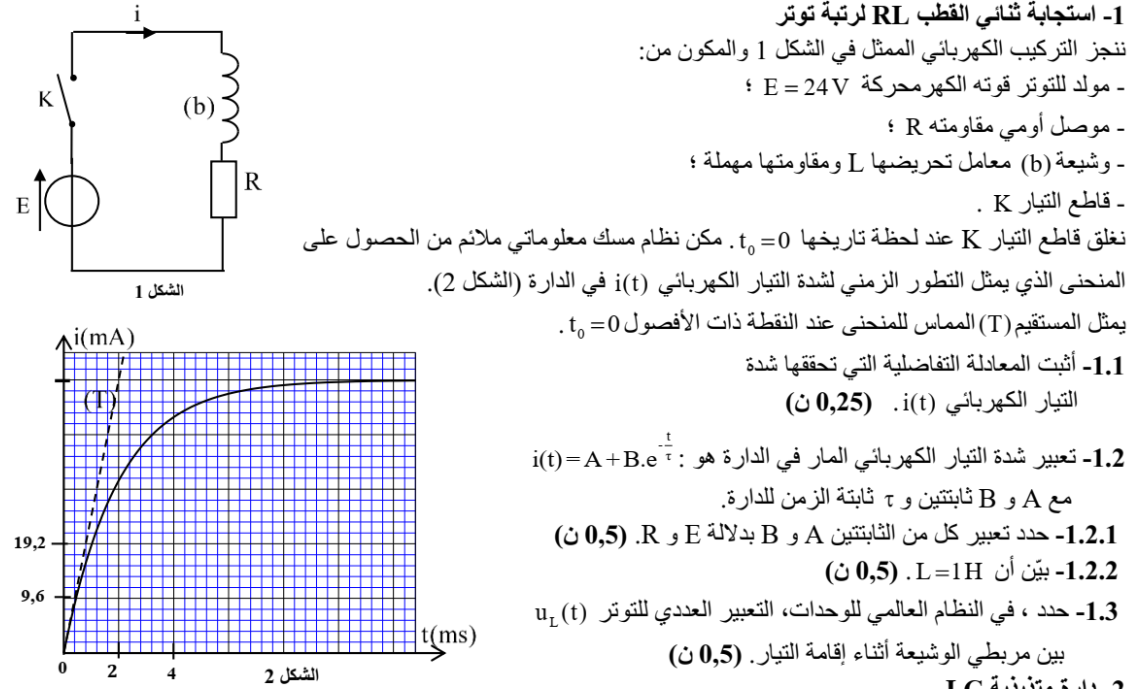 1- استجابة ثنائي القطب RL لرتبة توتر
ننجز التركيب الكهربائي الممثل في الشكل 1 والمكون من:
- مولد للتوتر قوته الكهرمحركة E = 24 V ؛
- موصل أومي مقاومته R ؛
- وشيعة (b) معامل تحريضها L ومقاومتها مهملة ؛
- قاطع التيار K .
نغلق قاطع التيار K عند لحظة تاريخها t₀ = 0. مكن نظام مسك معلوماتي ملائم من الحصول على
المنحنى الذي يمثل التطور الزمني لشدة التيار الكهربائي i(t) في الدارة (الشكل 2).
يمثل المستقيم (T) المماس للمنحنى عند النقطة ذات الأفصول t₀ = 0 .
1.1- أثبت المعادلة التفاضلية التي تحققها شدة
التيار الكهربائي i(t). (0,25 ن)
1.2- تعبير شدة التيار الكهربائي المار في الدارة هو : i(t) = A + B.e^(-t/τ)
مع A و B ثابتتين و τ ثابتة الزمن للدارة.
1.2.1- حدد تعبير كل من الثابتتين A و B بدلالة E و R. (0,5 ن)
1.2.2- بيّن أن L=1H . (0,5 ن)
1.3- حدد ، في النظام العالمي للوحدات، التعبير العددي للتوتر u_L(t)
بين مربطي الوشيعة أثناء إقامة التيار. (0,5 ن)
i
K
(b)
E
R
الشكل 1
i(mA)
(T)
19,2
9,6
t(ms)
0 2 4
الشكل 2